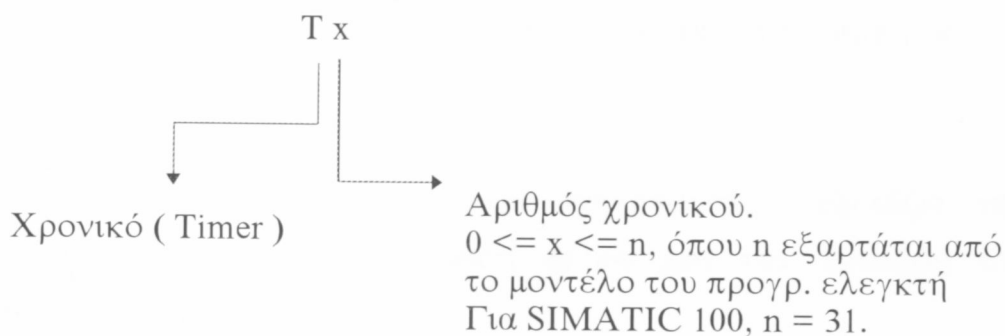 T x
Χρονικό ( Timer )
Αριθμός χρονικού.
0 <= x <= n, όπου n εξαρτάται από
το μοντέλο του προγρ. ελεγκτή
Για SIMATIC 100, n = 31.